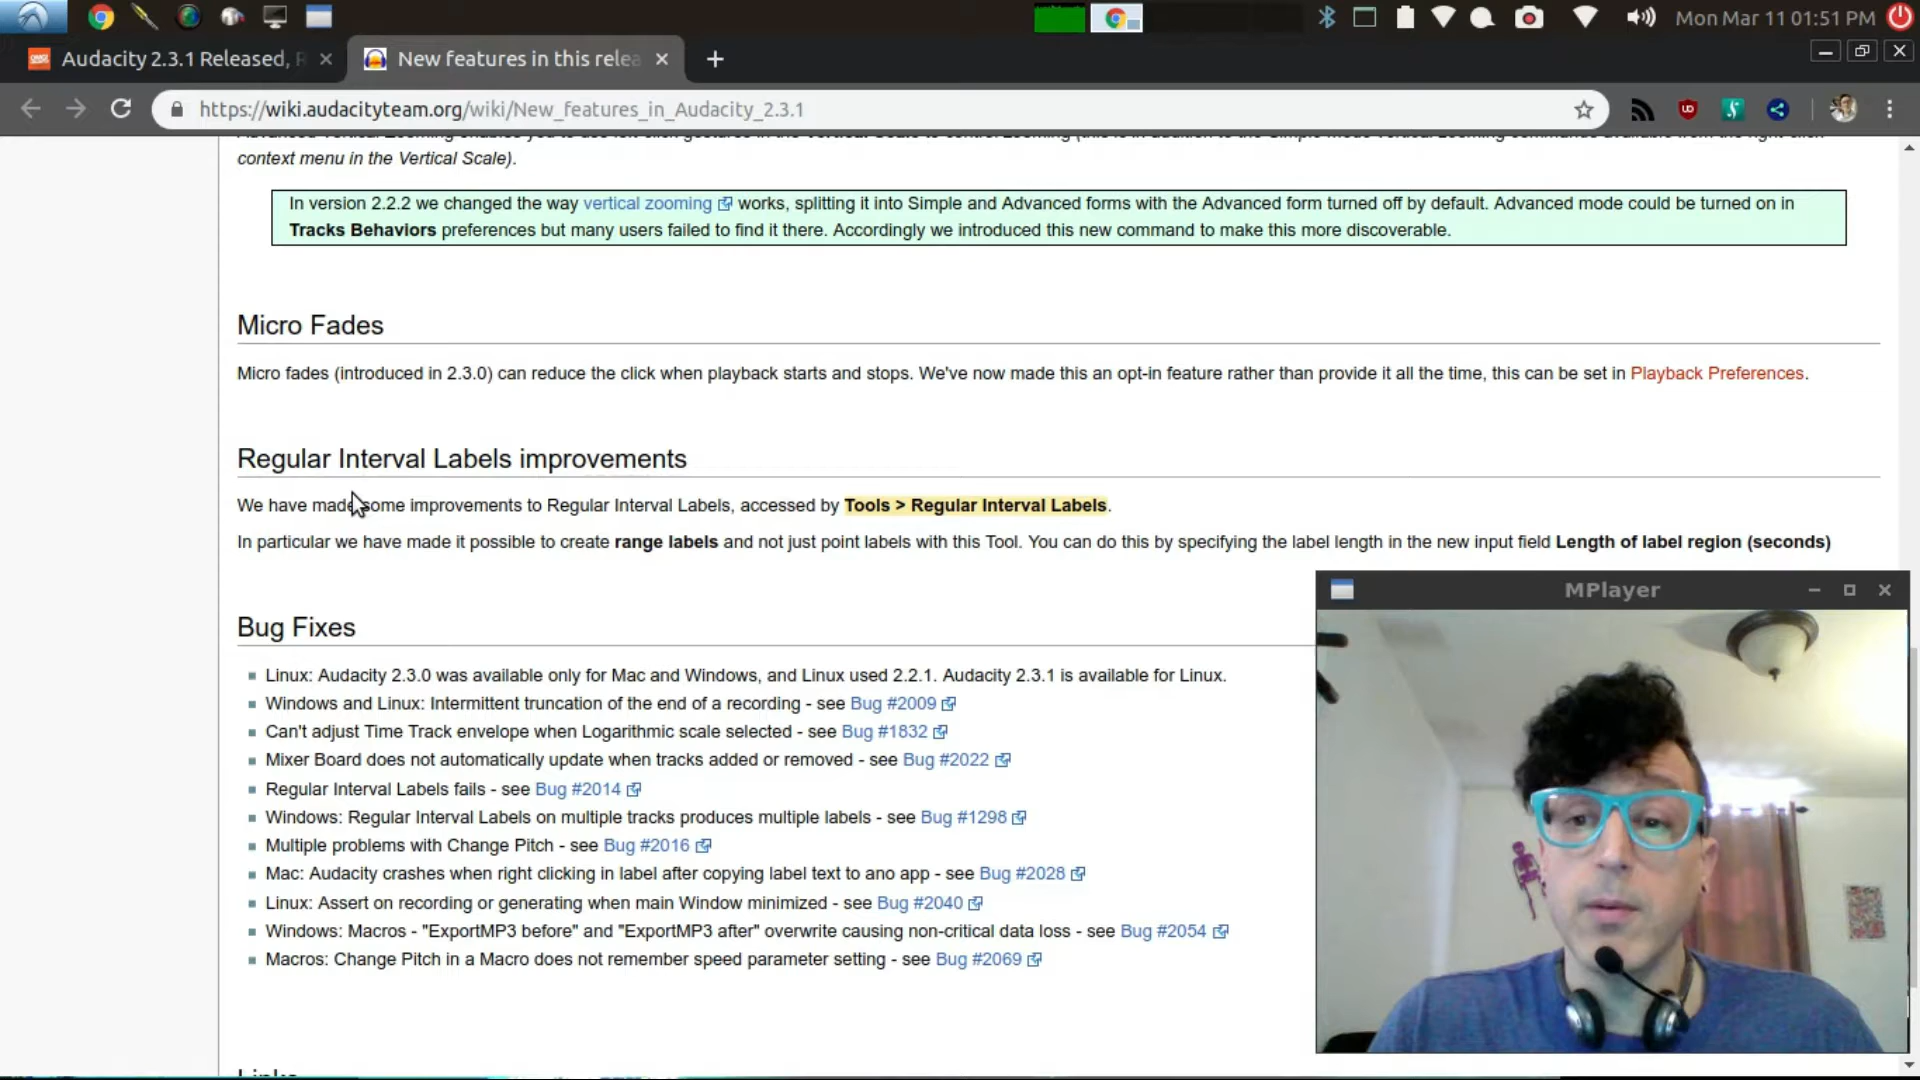 Mon Mar 11 01:51 PM
Audacity 2.3.1 Released,
New features in this relea
https://wiki.audacityteam.org/wiki/New_features_in_Audacity_2.3.1
context menu in the Vertical Scale).
In version 2.2.2 we changed the way vertical zooming works, splitting it into Simple and Advanced forms with the Advanced form turned off by default. Advanced mode could be turned on in
Tracks Behaviors preferences but many users failed to find it there. Accordingly we introduced this new command to make this more discoverable.
Micro Fades
Micro fades (introduced in 2.3.0) can reduce the click when playback starts and stops. We've now made this an opt-in feature rather than provide it all the time, this can be set in Playback Preferences.
Regular Interval Labels improvements
We have made some improvements to Regular Interval Labels, accessed by Tools > Regular Interval Labels.
In particular we have made it possible to create range labels and not just point labels with this Tool. You can do this by specifying the label length in the new input field Length of label region (seconds)
MPlayer
Bug Fixes
Linux: Audacity 2.3.0 was available only for Mac and Windows, and Linux used 2.2.1. Audacity 2.3.1 is available for Linux.
Windows and Linux: Intermittent truncation of the end of a recording - see Bug #2009
Can't adjust Time Track envelope when Logarithmic scale selected - see Bug #1832
Mixer Board does not automatically update when tracks added or removed - see Bug #2022
Regular Interval Labels fails - see Bug #2014
Windows: Regular Interval Labels on multiple tracks produces multiple labels - see Bug #1298
Multiple problems with Change Pitch - see Bug #2016
Mac: Audacity crashes when right clicking in label after copying label text to ano app - see Bug #2028
Linux: Assert on recording or generating when main Window minimized - see Bug #2040
Windows: Macros - "ExportMP3 before" and "ExportMP3 after" overwrite causing non-critical data loss - see Bug #2054
Macros: Change Pitch in a Macro does not remember speed parameter setting - see Bug #2069